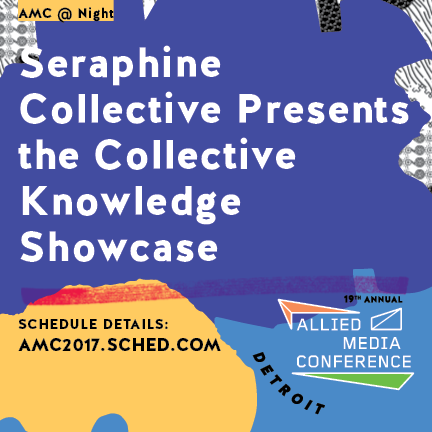 AMC @ Night
Seraphine
Collective Presents
the Collective
Knowledge
Showcase
SCHEDULE DETAILS:
AMC2017.SCHED.COM
19TH ANNUAL
ALLIED
MEDIA
CONFERENCE
DETROIT